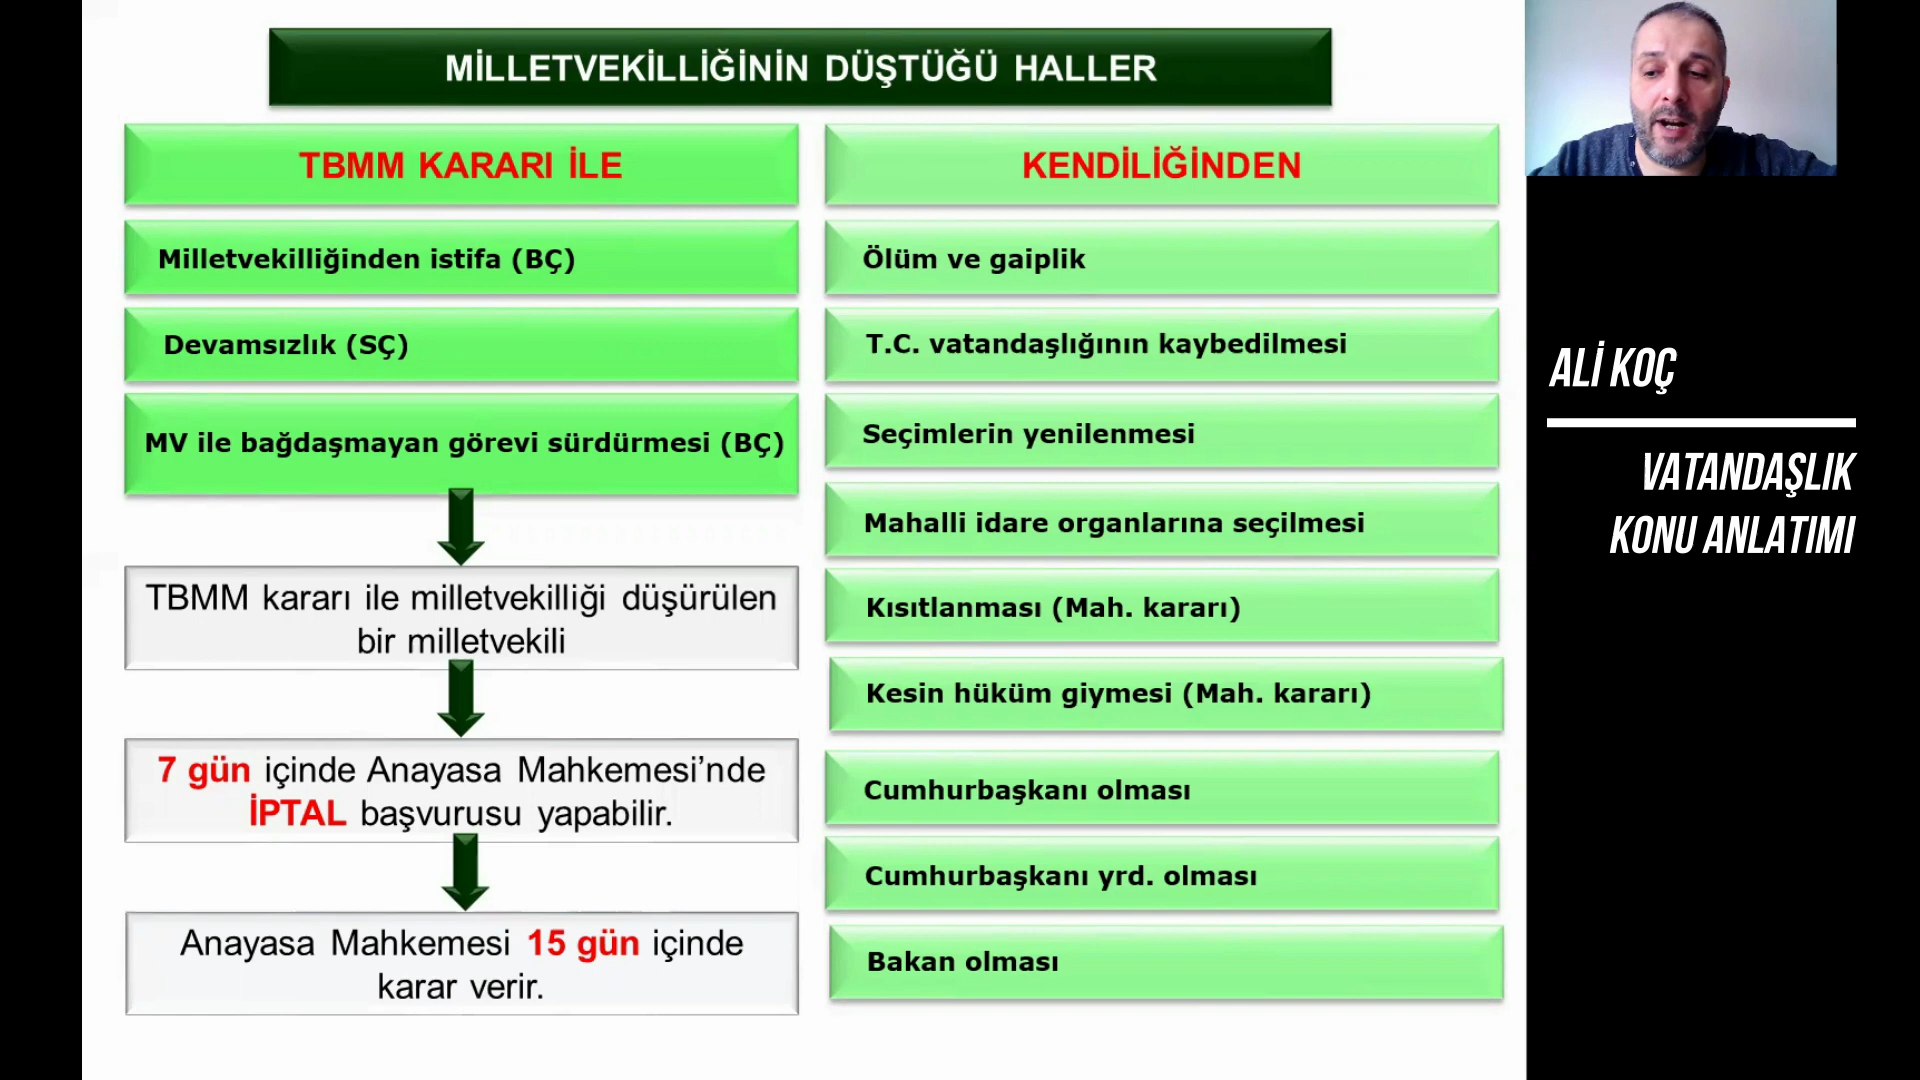 MİLLETVEKİLLİĞİNİN DÜŞTÜĞÜ HALLER
TBMM KARARI İLE
Milletvekilliğinden istifa (BÇ)
Devamsızlık (SÇ)
MV ile bağdaşmayan görevi sürdürmesi (BÇ)
TBMM kararı ile milletvekilliği düşürülen
bir milletvekili
7 gün içinde Anayasa Mahkemesi’nde
İPTAL başvurusu yapabilir.
Anayasa Mahkemesi 15 gün içinde
karar verir.
KENDİLİĞİNDEN
Ölüm ve gaiplik
T.C. vatandaşlığının kaybedilmesi
Seçimlerin yenilenmesi
Mahalli idare organlarına seçilmesi
Kısıtlanması (Mah. kararı)
Kesin hüküm giymesi (Mah. kararı)
Cumhurbaşkanı olması
Cumhurbaşkanı yrd. olması
Bakan olması
ALİ KOÇ
VATANDAŞLIK
KONU ANLATIMI